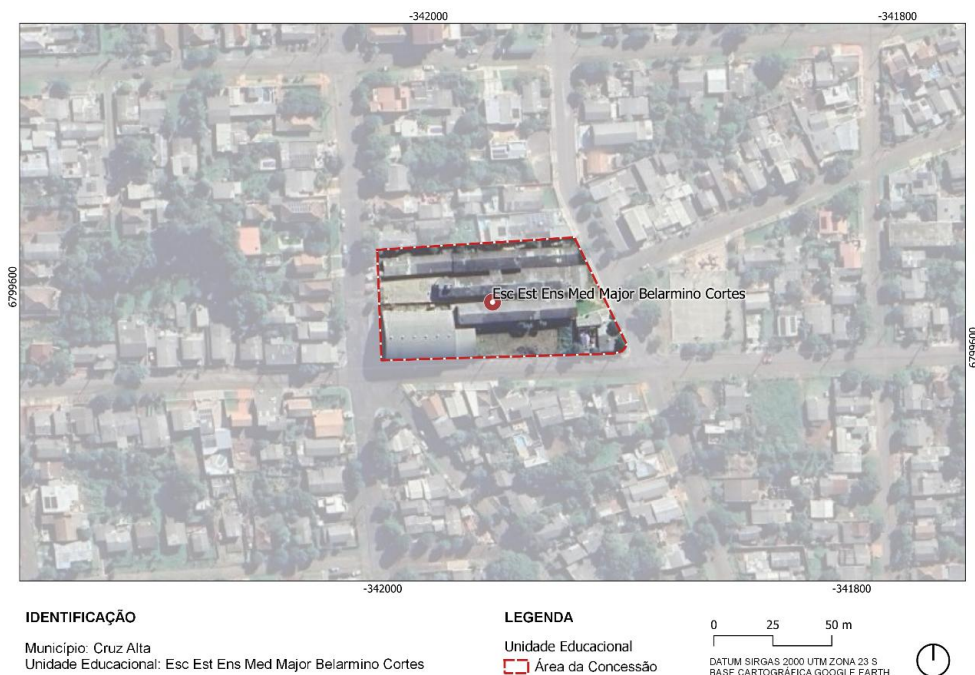 -342000
-341800
6799600
6799600
Esc Est Ens Med Major Belarmino Cortes
-342000
-341800
IDENTIFICAÇÃO
Município: Cruz Alta
Unidade Educacional: Esc Est Ens Med Major Belarmino Cortes
LEGENDA
Unidade Educacional
Área da Concessão
0 25 50 m
DATUM SIRGAS 2000 UTM ZONA 23 S
BASE CARTOGRÁFICA GOOGLE EARTH